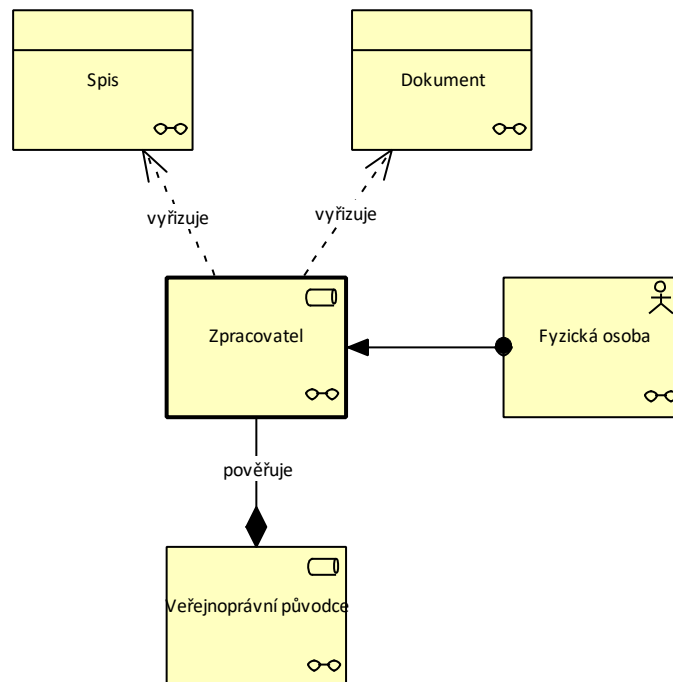 Spis
Dokument
vyřizuje
vyřizuje
Zpracovatel
Fyzická osoba
pověřuje
Veřejnoprávní původce